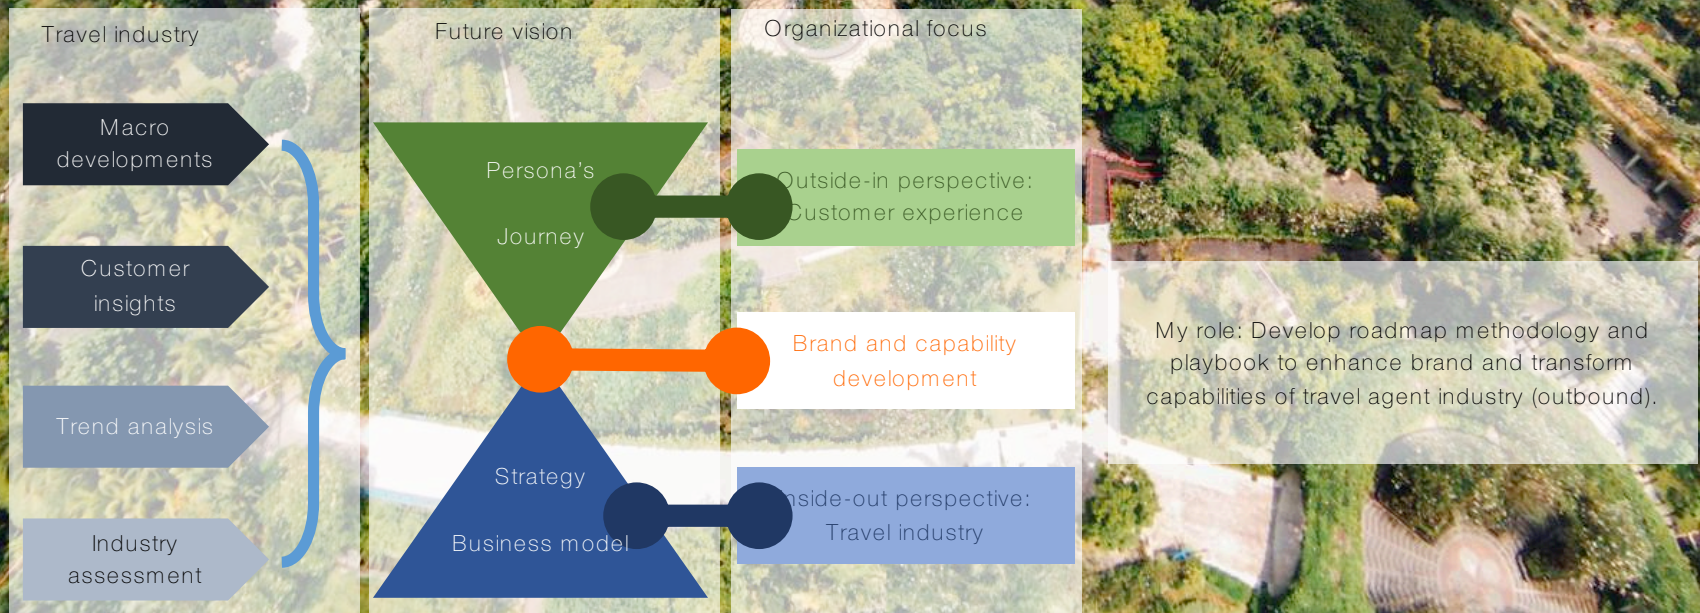 Travel industry
Macro
developments
Customer
insights
Trend analysis
Industry
assessment
Future vision
Persona's
Journey
Strategy
Business model
Organizational focus
Outside-in perspective:
Customer experience
Brand and capability
development
Inside-out perspective:
Travel industry
My role: Develop roadmap methodology and
playbook to enhance brand and transform
capabilities of travel agent industry (outbound).